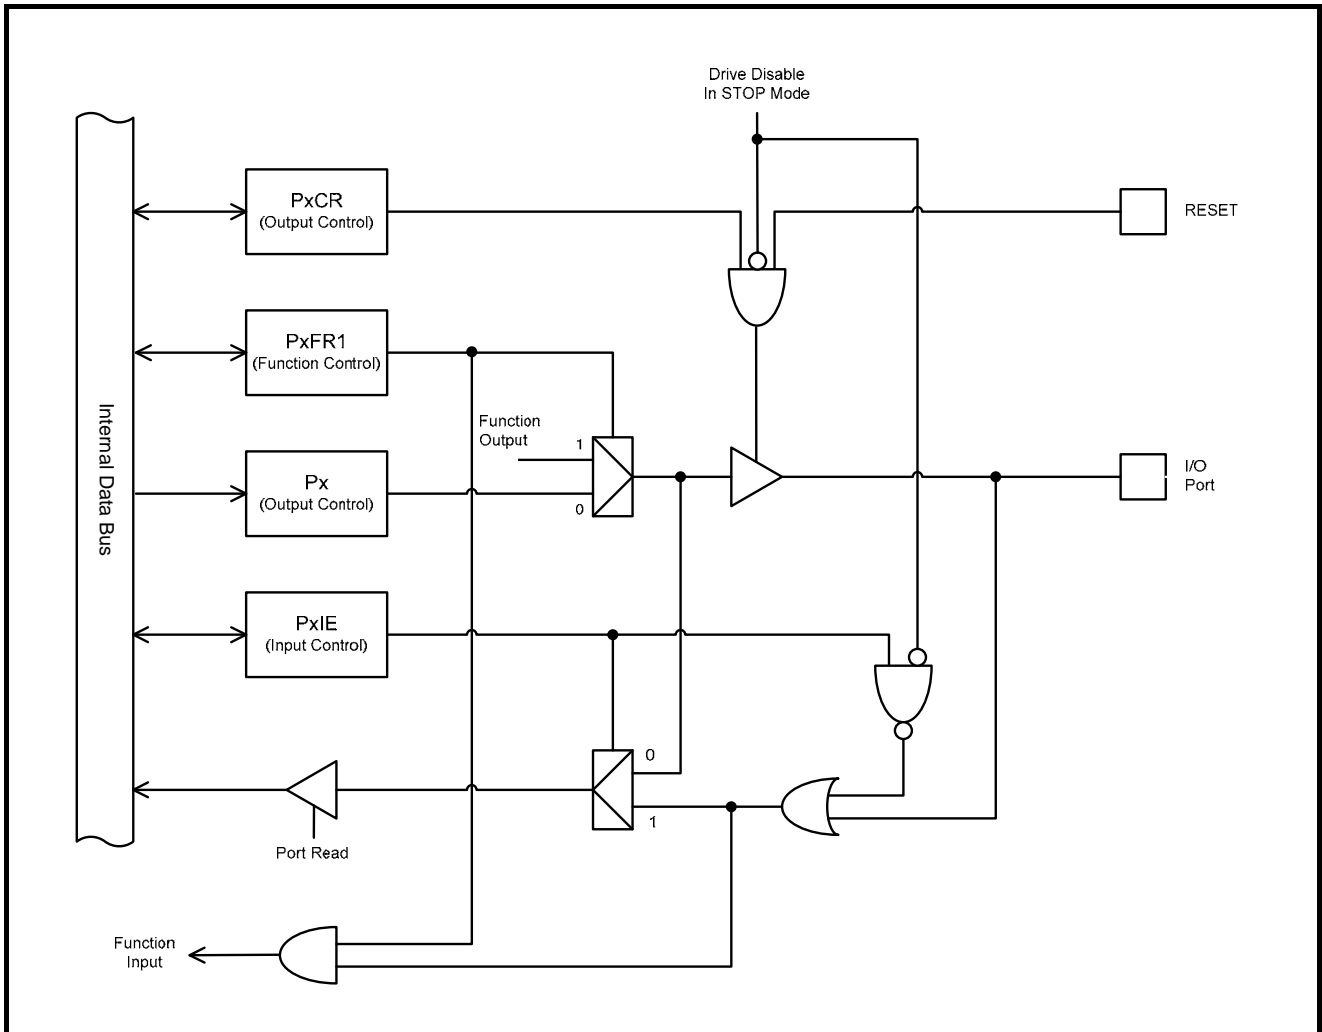 Drive Disable
In STOP Mode
PxCR
(Output Control)
RESET
PxFR1
(Function Control)
Function
Output
1
0
Px
(Output Control)
I/O
Port
Internal Data Bus
PxIE
(Input Control)
0
1
Port Read
Function
Input